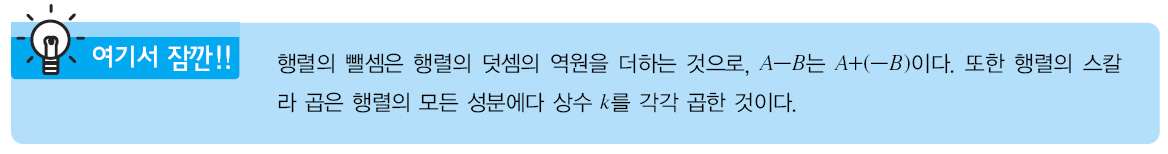 여기서 잠깐!!
행렬의 뺄셈은 행렬의 덧셈의 역원을 더하는 것으로, A−B는 A+(−B)이다. 또한 행렬의 스칼
라 곱은 행렬의 모든 성분에다 상수 k를 각각 곱한 것이다.